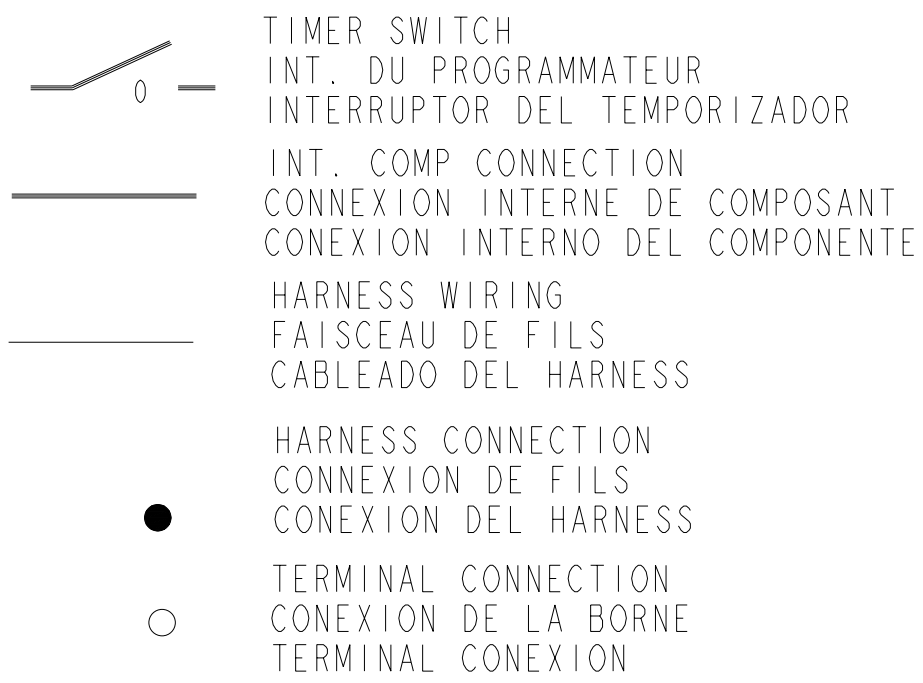 TIMER SWITCH
INT. DU PROGRAMMATEUR
INTERRUPTOR DEL TEMPORIZADOR
INT. COMP CONNECTION
CONNEXION INTERNE DE COMPOSANT
CONEXION INTERNO DEL COMPONENTE
HARNESS WIRING
FAISCEAU DE FILS
CABLEADO DEL HARNESS
HARNESS CONNECTION
CONNEXION DE FILS
CONEXION DEL HARNESS
TERMINAL CONNECTION
CONEXION DE LA BORNE
TERMINAL CONEXION